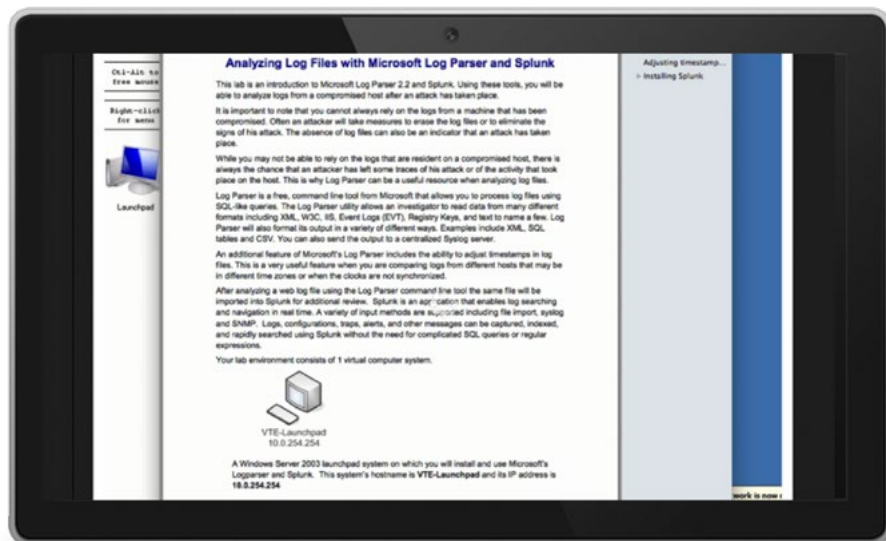 Ctl-Alt to
free mouse
Right-click
for menu
Launchpad
Analyzing Log Files with Microsoft Log Parser and Splunk
This lab is an introduction to Microsoft Log Parser 2.2 and Splunk. Using these tools, you will be
able to analyze logs from a compromised host after an attack has taken place.
It is important to note that you cannot always rely on the logs from a machine that has been
compromised. Often an attacker will take measures to erase the log files or to eliminate the
signs of his attack. The absence of log files can also be an indicator that an attack has taken
place.
While you may not be able to rely on the logs that are resident on a compromised host, there is
always the chance that an attacker has left some traces of his attack or of the activity that took
place on the host. This is why Log Parser can be a useful resource when analyzing log files.
Log Parser is a free, command line tool from Microsoft that allows you to process log files using
SQL-like queries. The Log Parser utility allows an investigator to read data from many different
formats including XML, W3C, IIS, Event Logs (EVT), Registry Keys, and text to name a few. Log
Parser will also format its output in a variety of different ways. Examples include XML, SQL
tables and CSV. You can also send the output to a centralized Syslog server.
An additional feature of Microsoft's Log Parser includes the ability to adjust timestamps in log
files. This is a very useful feature when you are comparing logs from different hosts that may be
in different time zones or when the clocks are not synchronized.
After analyzing a web log file using the Log Parser command line tool the same file will be
imported into Splunk for additional review. Splunk is an application that enables log searching
and navigation in real time. A variety of input methods are supported including file import, syslog
and SNMP. Logs, configurations, traps, alerts, and other messages can be captured, indexed,
and rapidly searched using Splunk without the need for complicated SQL queries or regular
expressions.
Your lab environment consists of 1 virtual computer system.
VTE-Launchpad
10.0.254.254
A Windows Server 2003 launchpad system on which you will install and use Microsoft's
Logparser and Splunk. This system's hostname is VTE-Launchpad and its IP address is
10.0.254.254
Adjusting timestamp...
Installing Splunk
work is now